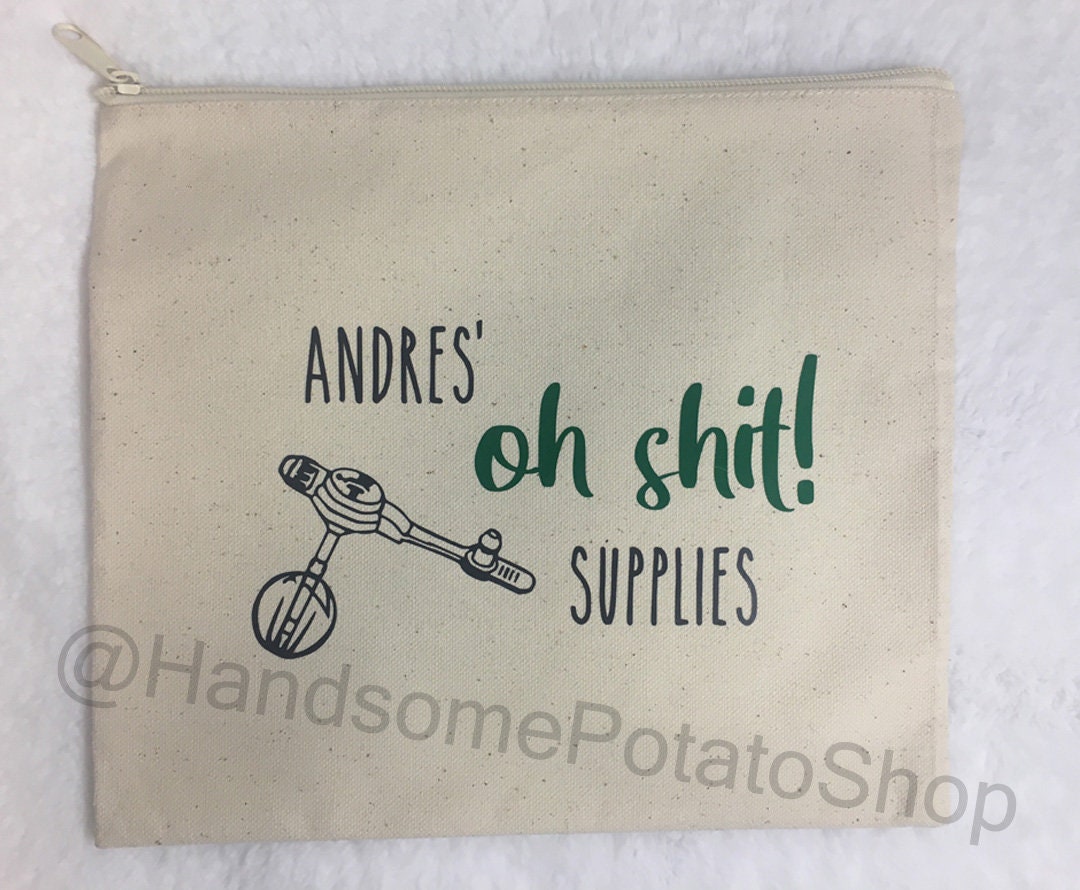 ANDRES'
oh shit!
SUPPLIES
@HandsomePotatoShop